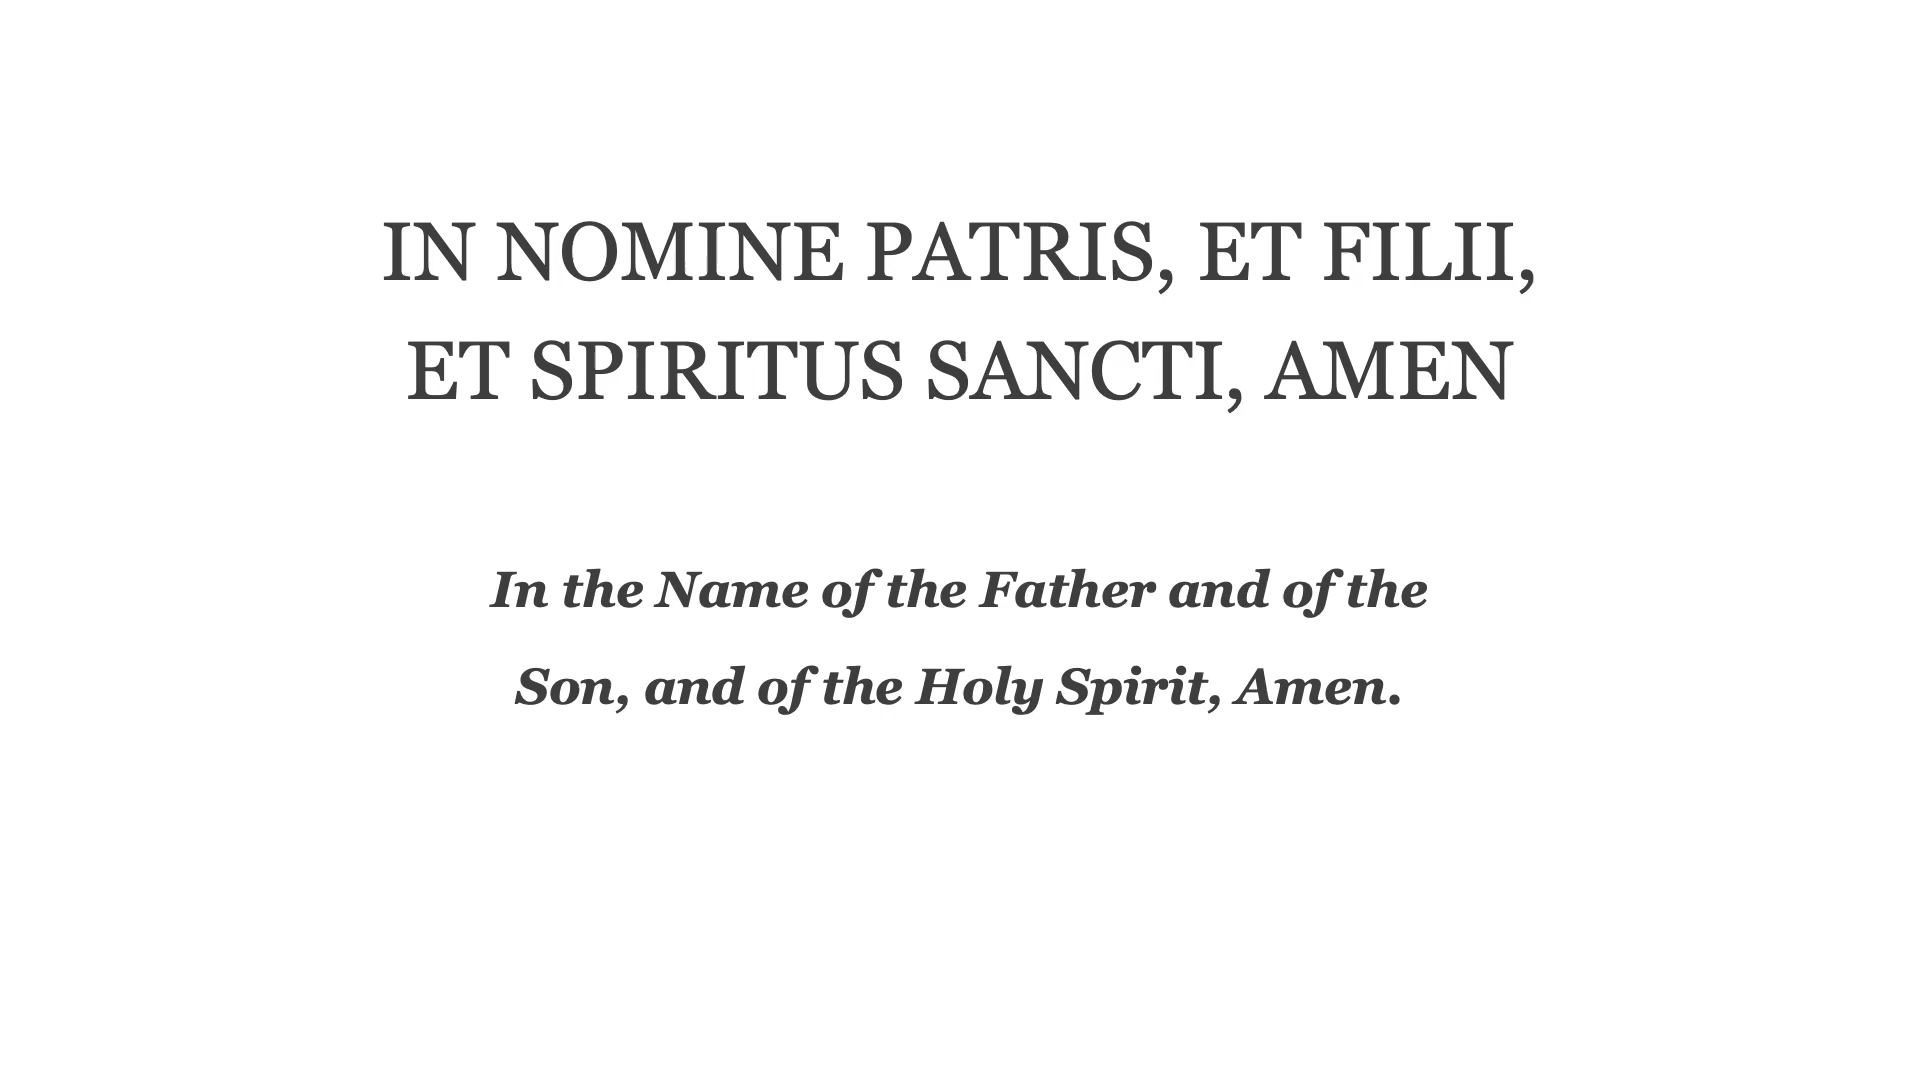 IN NOMINE PATRIS, ET FILII,
ET SPIRITUS SANCTI, AMEN
In the Name of the Father and of the
Son, and of the Holy Spirit, Amen.